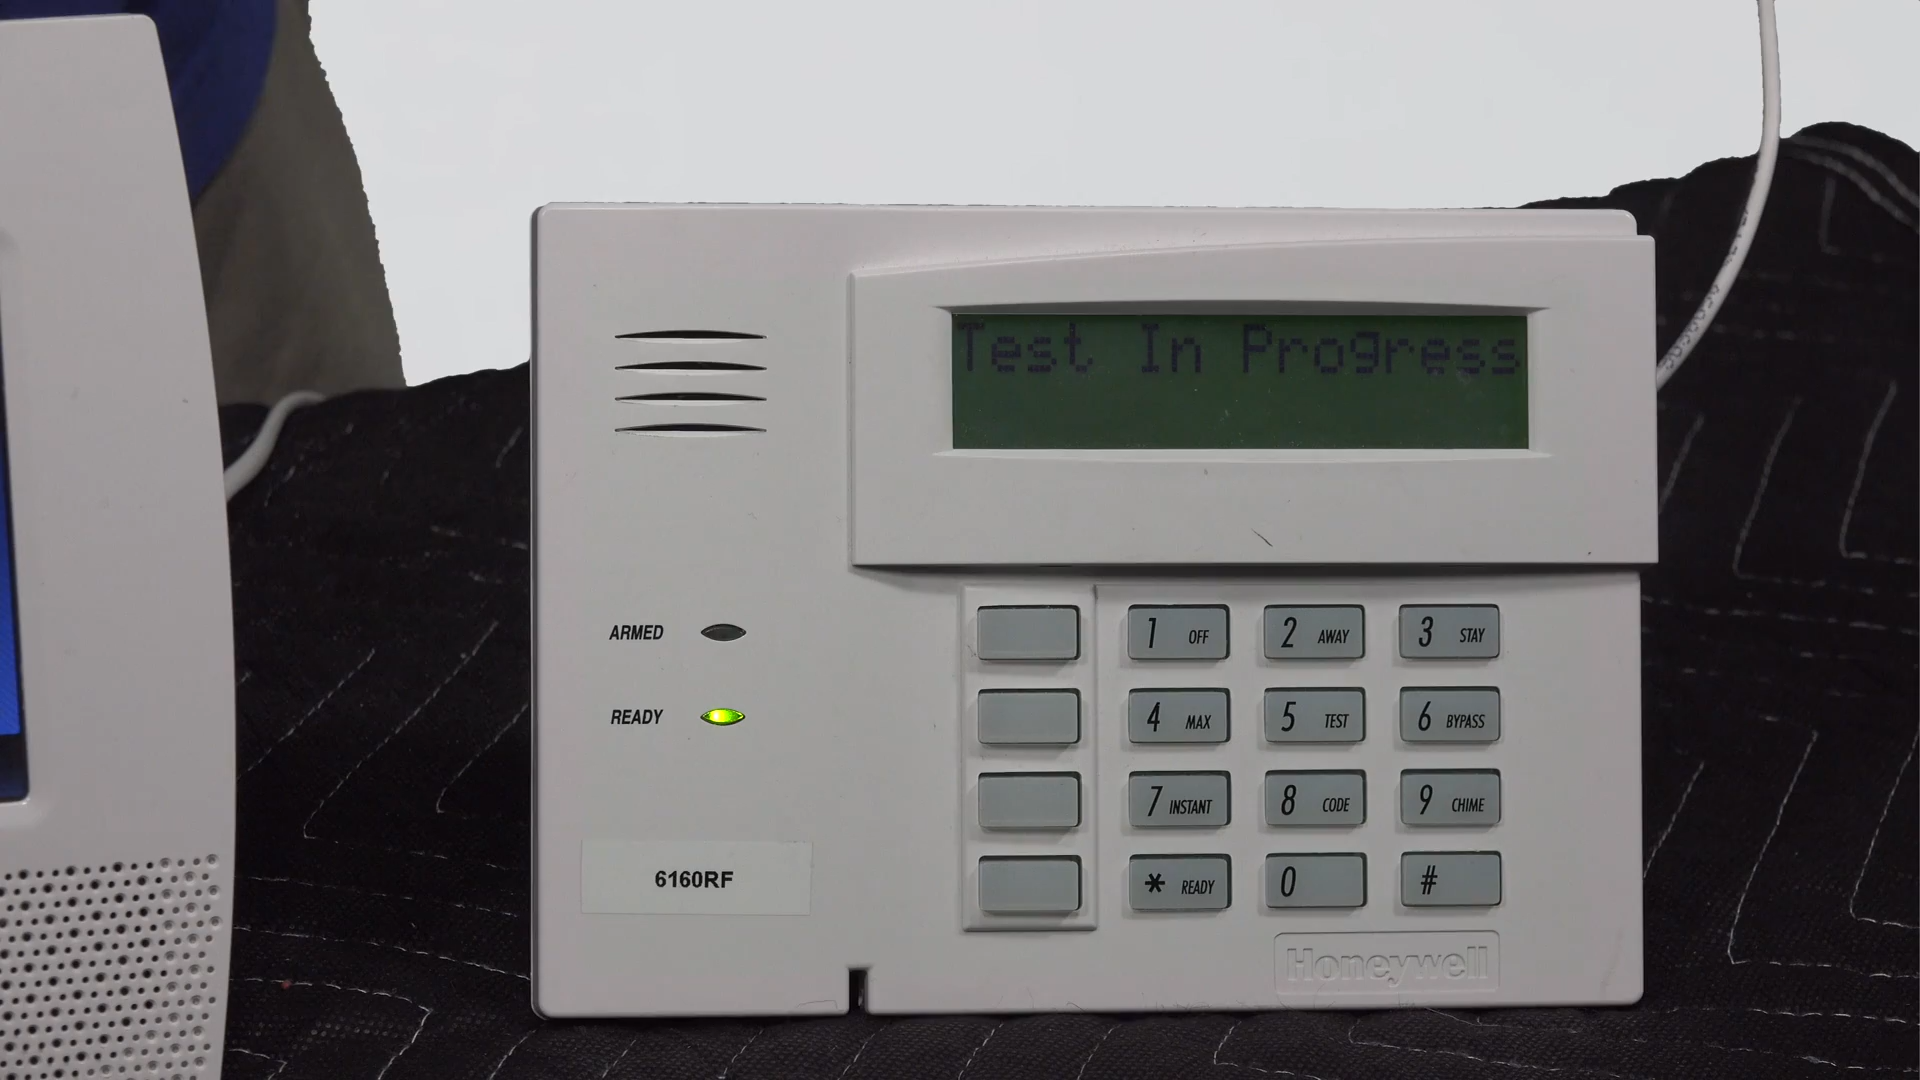 Test In Progress
ARMED
READY
6160RF
1 OFF
2 AWAY
3 STAY
4 MAX
5 TEST
6 BYPASS
7 INSTANT
8 CODE
9 CHIME
* READY
0
#
Honeywell